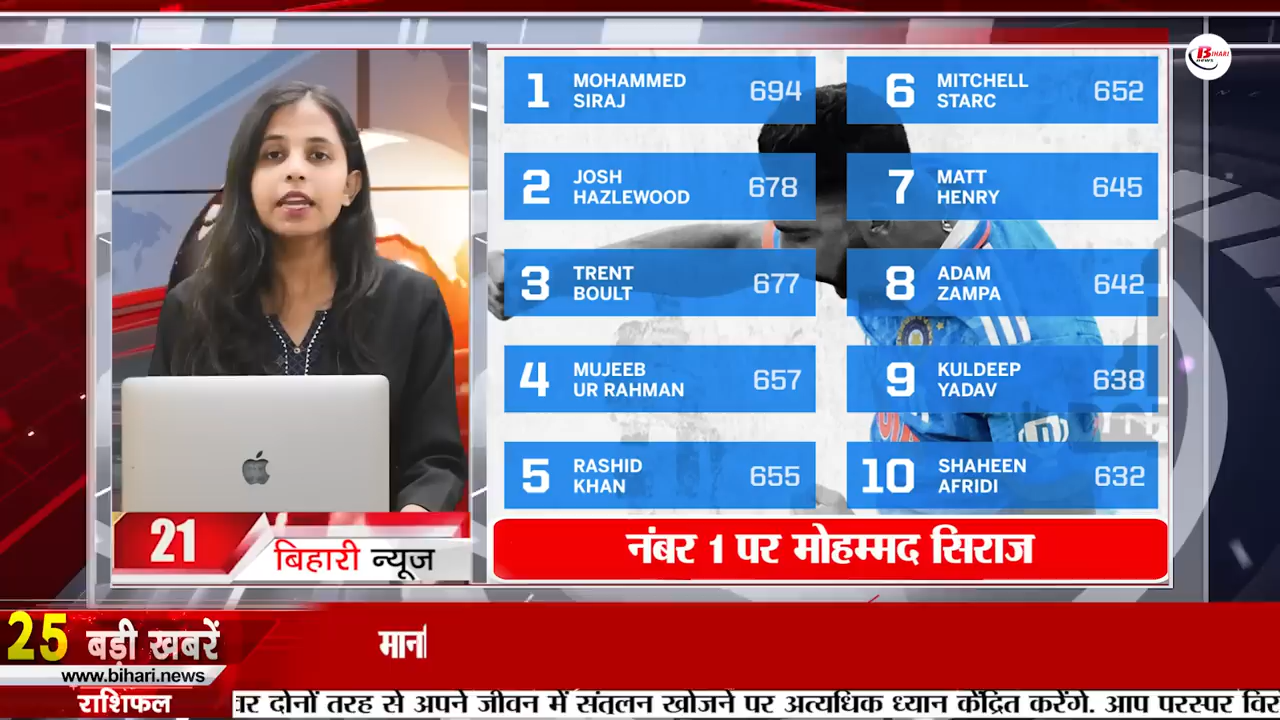 BIHARI
news
1 MOHAMMED SIRAJ 694
2 JOSH HAZLEWOOD 678
3 TRENT BOULT 677
4 MUJEEB UR RAHMAN 657
5 RASHID KHAN 655
6 MITCHELL STARC 652
7 MATT HENRY 645
8 ADAM ZAMPA 642
9 KULDEEP YADAV 638
10 SHAHEEN AFRIDI 632
21
बिहारी न्यूज
नंबर 1 पर मोहम्मद सिराज
25 बड़ी खबरें
www.bihari.news
राशिफल
दोनों तरह से अपने जीवन में संतुलन खोजने पर अत्यधिक ध्यान केंद्रित करेंगे. आप परस्पर